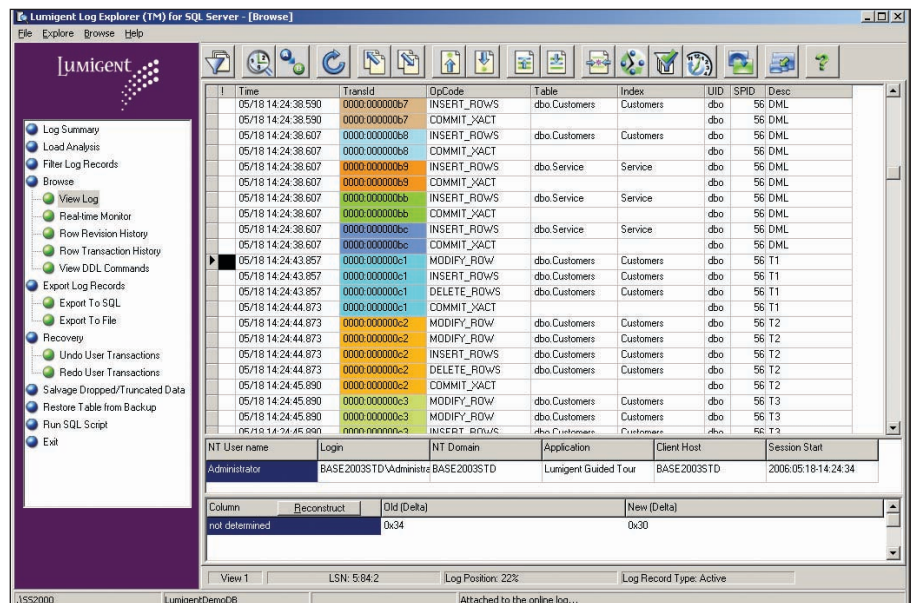 Lumigent Log Explorer (TM) for SQL Server - [Browse]
File Explore Browse Help
LUMIGENT
Log Summary
Load Analysis
Filter Log Records
Browse
View Log
Real-time Monitor
Row Revision History
Row Transaction History
View DDL Commands
Export Log Records
Export To SQL
Export To File
Recovery
Undo User Transactions
Redo User Transactions
Salvage Dropped/Truncated Data
Restore Table from Backup
Run SQL Script
Exit
! Time TransId OpCode Table Index UID SPID Desc
05/18 14:24:38.590 0000:000000b7 INSERT_ROWS dbo.Customers Customers dbo 56 DML
05/18 14:24:38.590 0000:000000b7 COMMIT_XACT dbo 56 DML
05/18 14:24:38.607 0000:000000b8 INSERT_ROWS dbo.Customers Customers dbo 56 DML
05/18 14:24:38.607 0000:000000b8 COMMIT_XACT dbo 56 DML
05/18 14:24:38.607 0000:000000b9 INSERT_ROWS dbo.Service Service dbo 56 DML
05/18 14:24:38.607 0000:000000b9 COMMIT_XACT dbo 56 DML
05/18 14:24:38.607 0000:000000bb INSERT_ROWS dbo.Service Service dbo 56 DML
05/18 14:24:38.607 0000:000000bb COMMIT_XACT dbo 56 DML
05/18 14:24:38.607 0000:000000bc INSERT_ROWS dbo.Service Service dbo 56 DML
05/18 14:24:38.607 0000:000000bc COMMIT_XACT dbo 56 DML
05/18 14:24:43.857 0000:000000c1 MODIFY_ROW dbo.Customers Customers dbo 56 T1
05/18 14:24:43.857 0000:000000c1 INSERT_ROWS dbo.Customers Customers dbo 56 T1
05/18 14:24:43.857 0000:000000c1 DELETE_ROWS dbo.Customers Customers dbo 56 T1
05/18 14:24:44.873 0000:000000c1 COMMIT_XACT dbo 56 T1
05/18 14:24:44.873 0000:000000c2 MODIFY_ROW dbo.Customers Customers dbo 56 T2
05/18 14:24:44.873 0000:000000c2 MODIFY_ROW dbo.Customers Customers dbo 56 T2
05/18 14:24:44.873 0000:000000c2 INSERT_ROWS dbo.Customers Customers dbo 56 T2
05/18 14:24:44.873 0000:000000c2 DELETE_ROWS dbo.Customers Customers dbo 56 T2
05/18 14:24:45.890 0000:000000c2 COMMIT_XACT dbo 56 T2
05/18 14:24:45.890 0000:000000c3 MODIFY_ROW dbo.Customers Customers dbo 56 T3
05/18 14:24:45.890 0000:000000c3 MODIFY_ROW dbo.Customers Customers dbo 56 T3
05/18 14:24:45.890 0000:000000c3 INSERT_ROWS dbo.Customers Customers dbo 56 T3
NT User name Login NT Domain Application Client Host Session Start
Administrator BASE2003STD\Administra BASE2003STD Lumigent Guided Tour BASE2003STD 2006:05:18-14:24:34
Column Reconstruct Old (Delta) New (Delta)
not determined 0x34 0x30
View 1 LSN: 5:84:2 Log Position: 22% Log Record Type: Active
.\SS2000 LumigentDemoDB Attached to the online log...